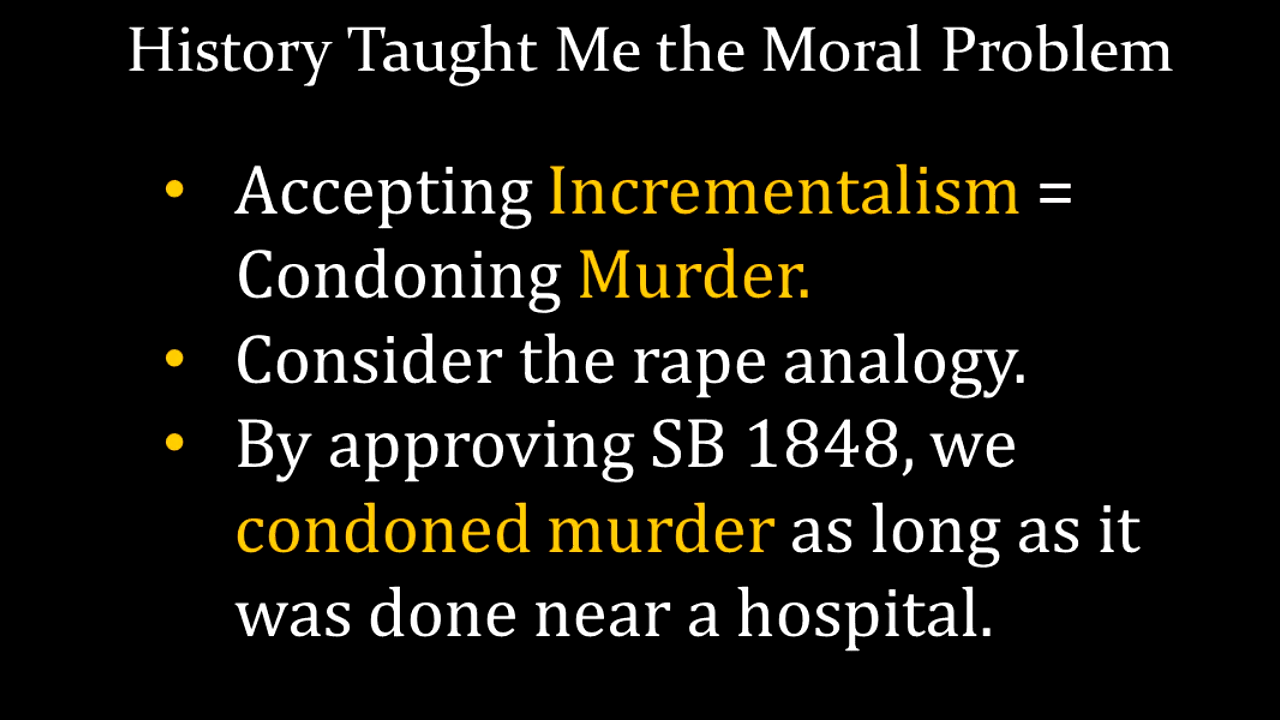 History Taught Me the Moral Problem
• Accepting Incrementalism =
Condoning Murder.
• Consider the rape analogy.
• By approving SB 1848, we
condoned murder as long as it
was done near a hospital.